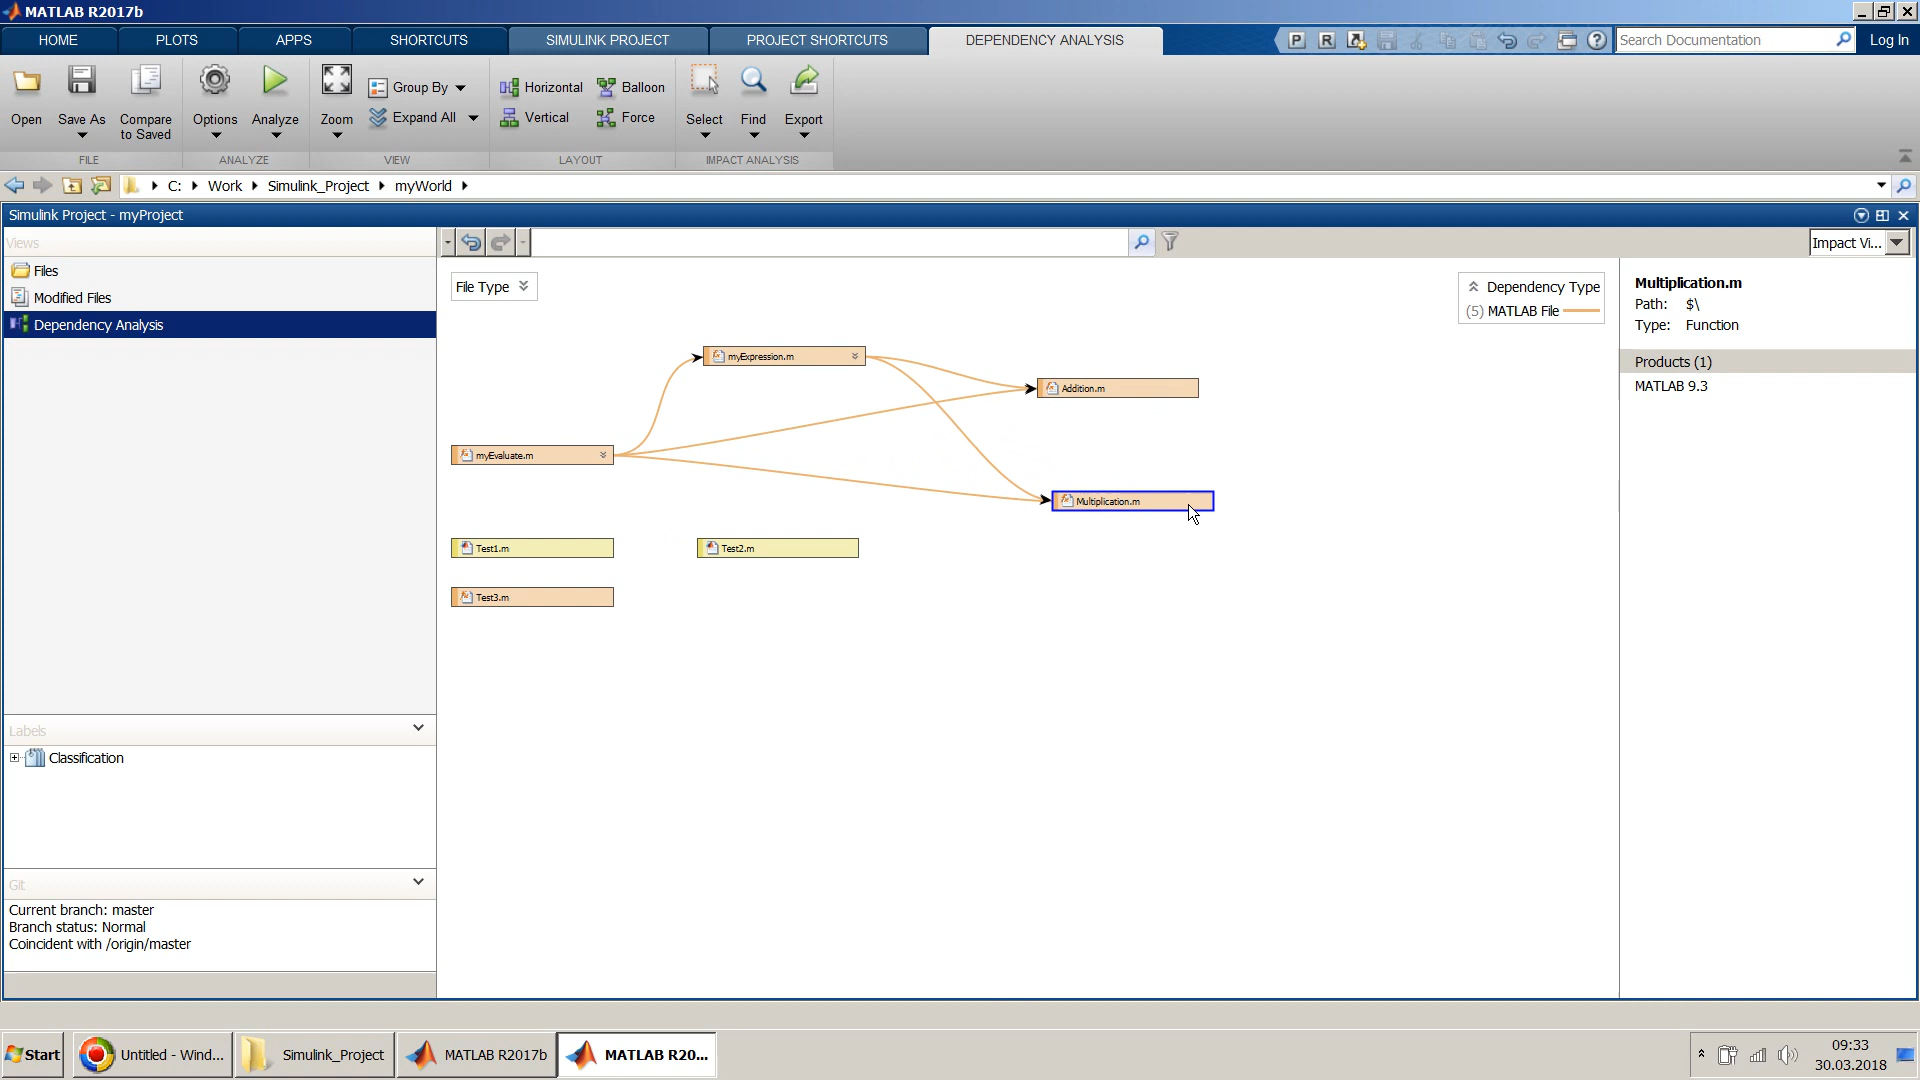 MATLAB R2017b
HOME PLOTS APPS SHORTCUTS SIMULINK PROJECT PROJECT SHORTCUTS DEPENDENCY ANALYSIS
Search Documentation
Log In
Open
Save As
Compare
to Saved
Options
Analyze
Zoom
Group By
Expand All
Horizontal
Balloon
Vertical
Force
Select
Find
Export
FILE ANALYZE VIEW LAYOUT IMPACT ANALYSIS
C: Work Simulink_Project myWorld
Simulink Project - myProject
Views
Files
Modified Files
Dependency Analysis
Labels
Classification
Git
Current branch: master
Branch status: Normal
Coincident with /origin/master
Impact Vi...
File Type
Dependency Type
(5) MATLAB File
myExpression.m
Addition.m
myEvaluate.m
Multiplication.m
Test1.m
Test2.m
Test3.m
Multiplication.m
Path: $\
Type: Function
Products (1)
MATLAB 9.3
Start
Untitled - Wind...
Simulink_Project
MATLAB R2017b
MATLAB R20...
09:33
30.03.2018